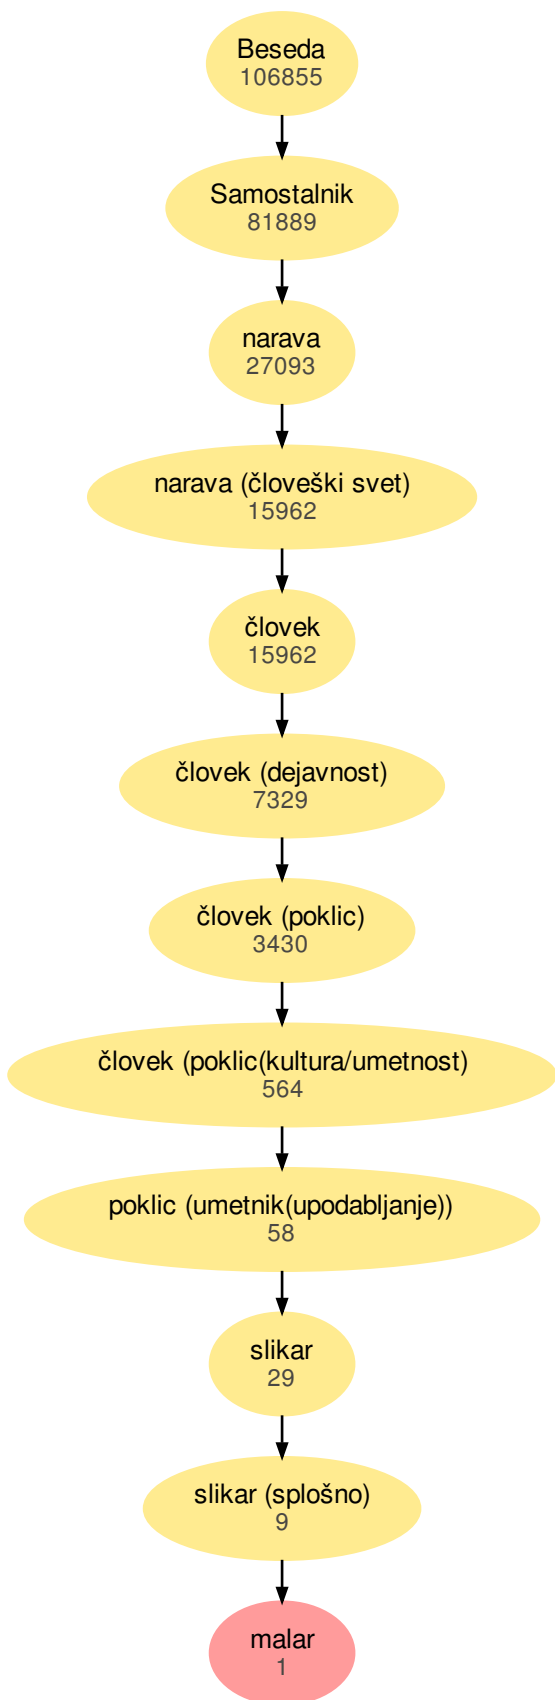 Beseda
106855
Samostalnik
81889
narava
27093
narava (človeški svet)
15962
človek
15962
človek (dejavnost)
7329
človek (poklic)
3430
človek (poklic(kultura/umetnost)
564
poklic (umetnik(upodabljanje))
58
slikar
29
slikar (splošno)
9
malar
1